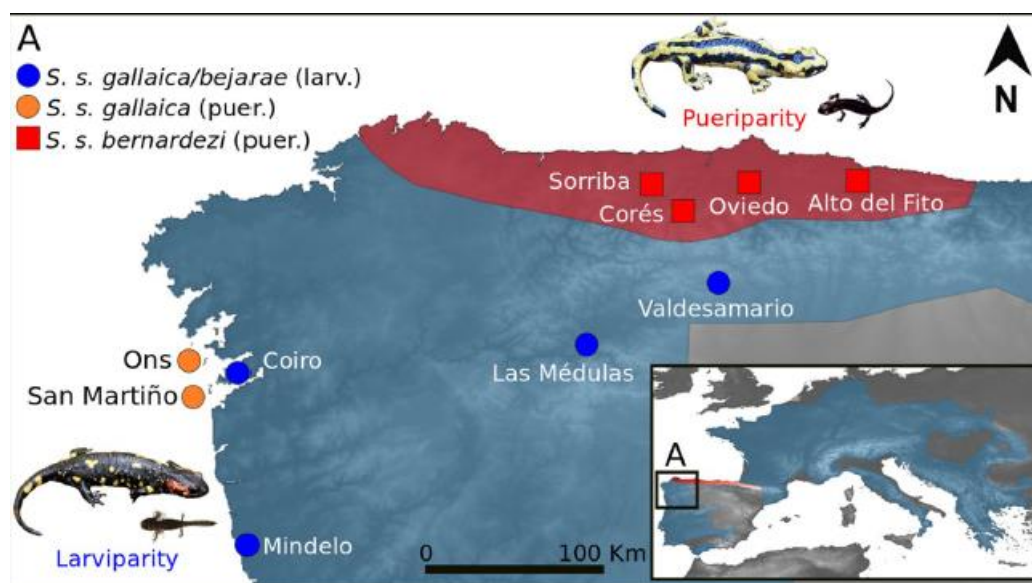 A
S. s. gallaica/bejarae (larv.)
S. s. gallaica (puer.)
S. s. bernardezi (puer.)
Pueriparity
N
Sorriba
Corés
Oviedo
Alto del Fito
Valdesamario
Las Médulas
Ons
Coiro
San Martiño
A
Larviparity
Mindelo
0
100 Km